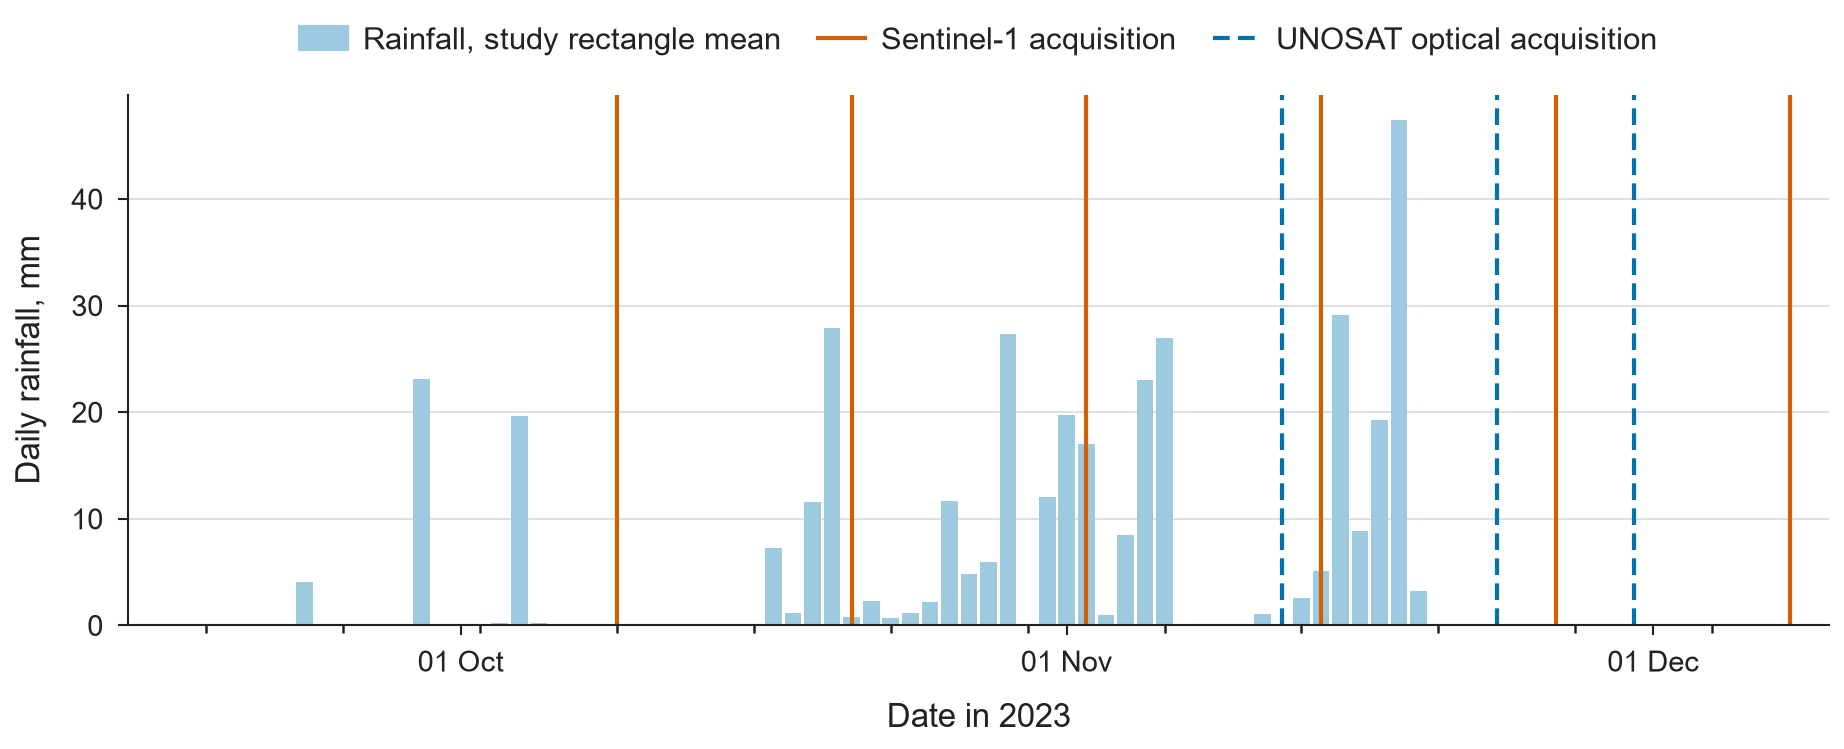 Rainfall, study rectangle mean
Sentinel-1 acquisition
UNOSAT optical acquisition
Daily rainfall, mm
40
30
20
10
0
01 Oct
01 Nov
01 Dec
Date in 2023